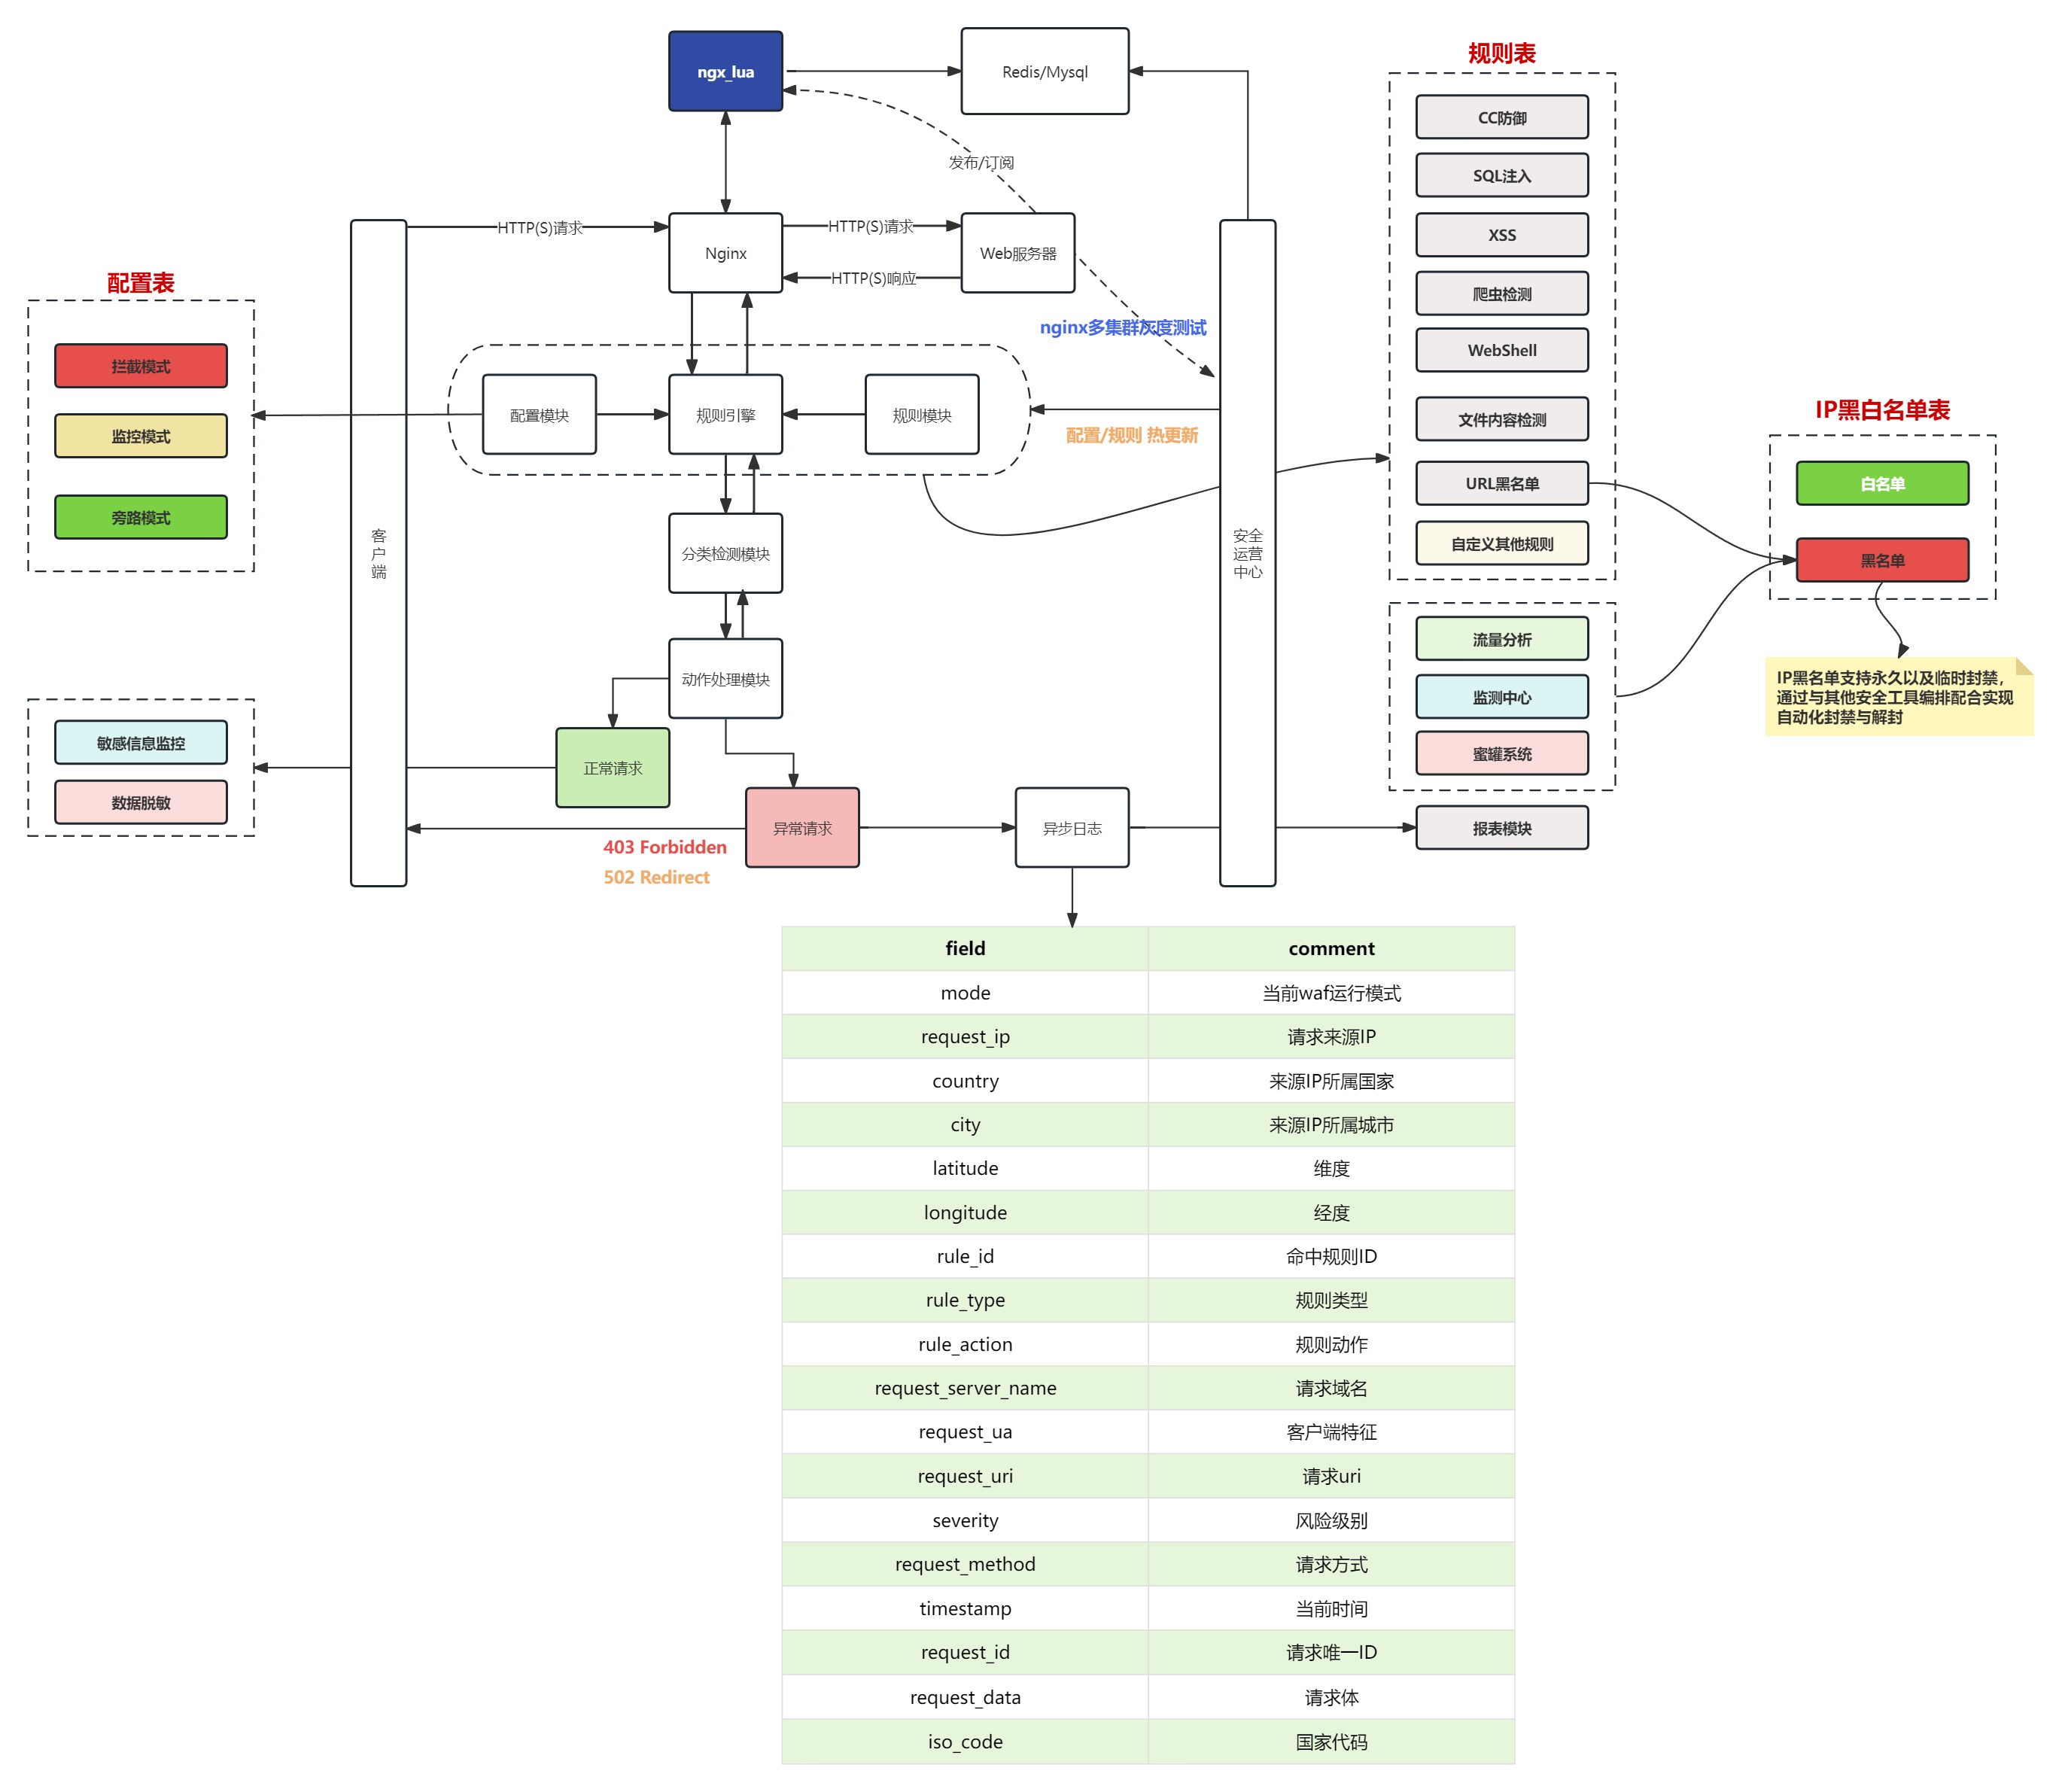 规则表
ngx_lua
Redis/Mysql
CC防御
发布/订阅
SQL注入
HTTP(S)请求
Nginx
HTTP(S)请求
Web服务器
HTTP(S)响应
XSS
配置表
爬虫检测
nginx多集群灰度测试
WebShell
拦截模式
监控模式
旁路模式
配置模块
规则引擎
规则模块
配置/规则 热更新
文件内容检测
IP黑白名单表
URL黑名单
白名单
自定义其他规则
黑名单
客
户
端
分类检测模块
安全
运营
中心
流量分析
监测中心
蜜罐系统
IP黑名单支持永久以及临时封禁，
通过与其他安全工具编排配合实现
自动化封禁与解封
动作处理模块
敏感信息监控
数据脱敏
正常请求
异常请求
异步日志
报表模块
403 Forbidden
502 Redirect
field comment
mode 当前waf运行模式
request_ip 请求来源IP
country 来源IP所属国家
city 来源IP所属城市
latitude 维度
longitude 经度
rule_id 命中规则ID
rule_type 规则类型
rule_action 规则动作
request_server_name 请求域名
request_ua 客户端特征
request_uri 请求uri
severity 风险级别
request_method 请求方式
timestamp 当前时间
request_id 请求唯一ID
request_data 请求体
iso_code 国家代码